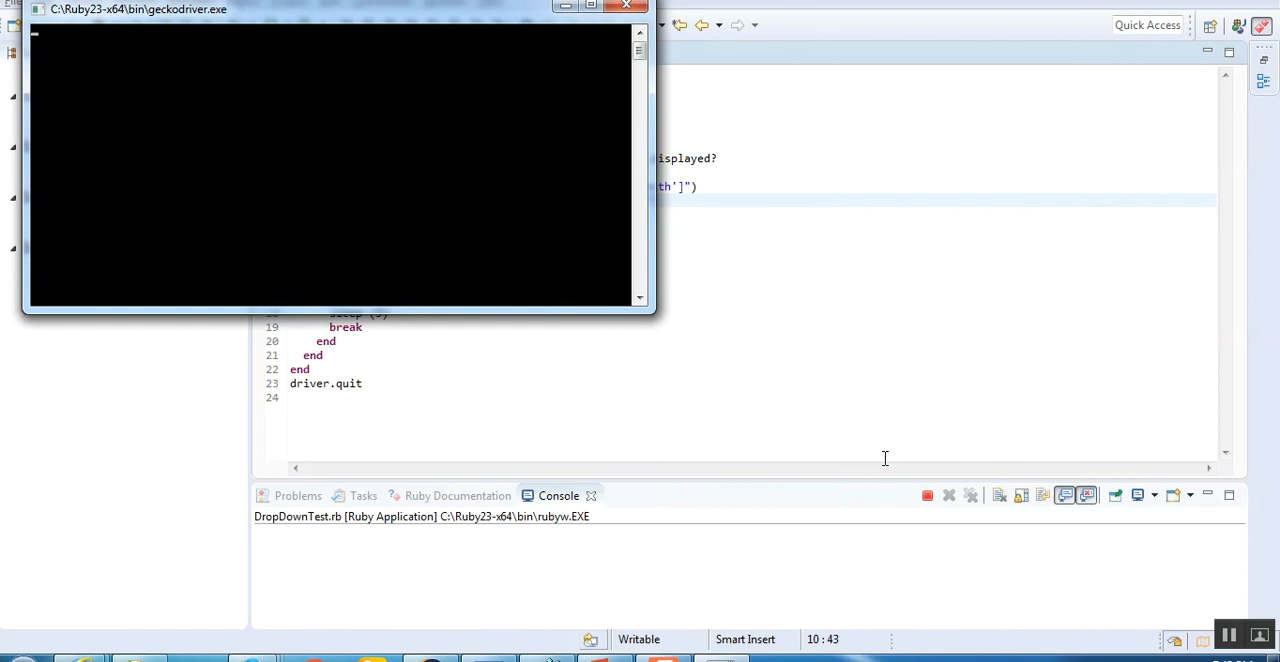 C:\Ruby23-x64\bin\geckodriver.exe
Quick Access
isplayed?
th']")
19 break
20 end
21 end
22 end
23 driver.quit
24
Problems Tasks Ruby Documentation Console
DropDownTest.rb [Ruby Application] C:\Ruby23-x64\bin\rubyw.EXE
Writable Smart Insert 10 : 43